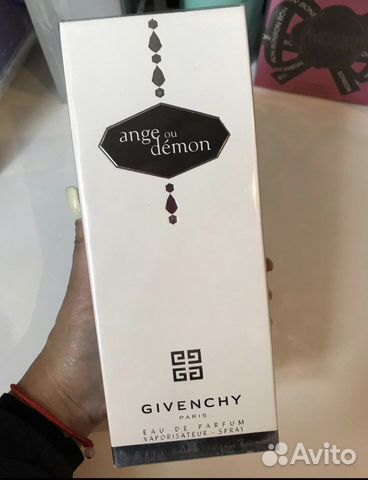 ange ou
démon
GIVENCHY
PARIS
EAU DE PARFUM
VAPORISATEUR - SPRAY
Avito